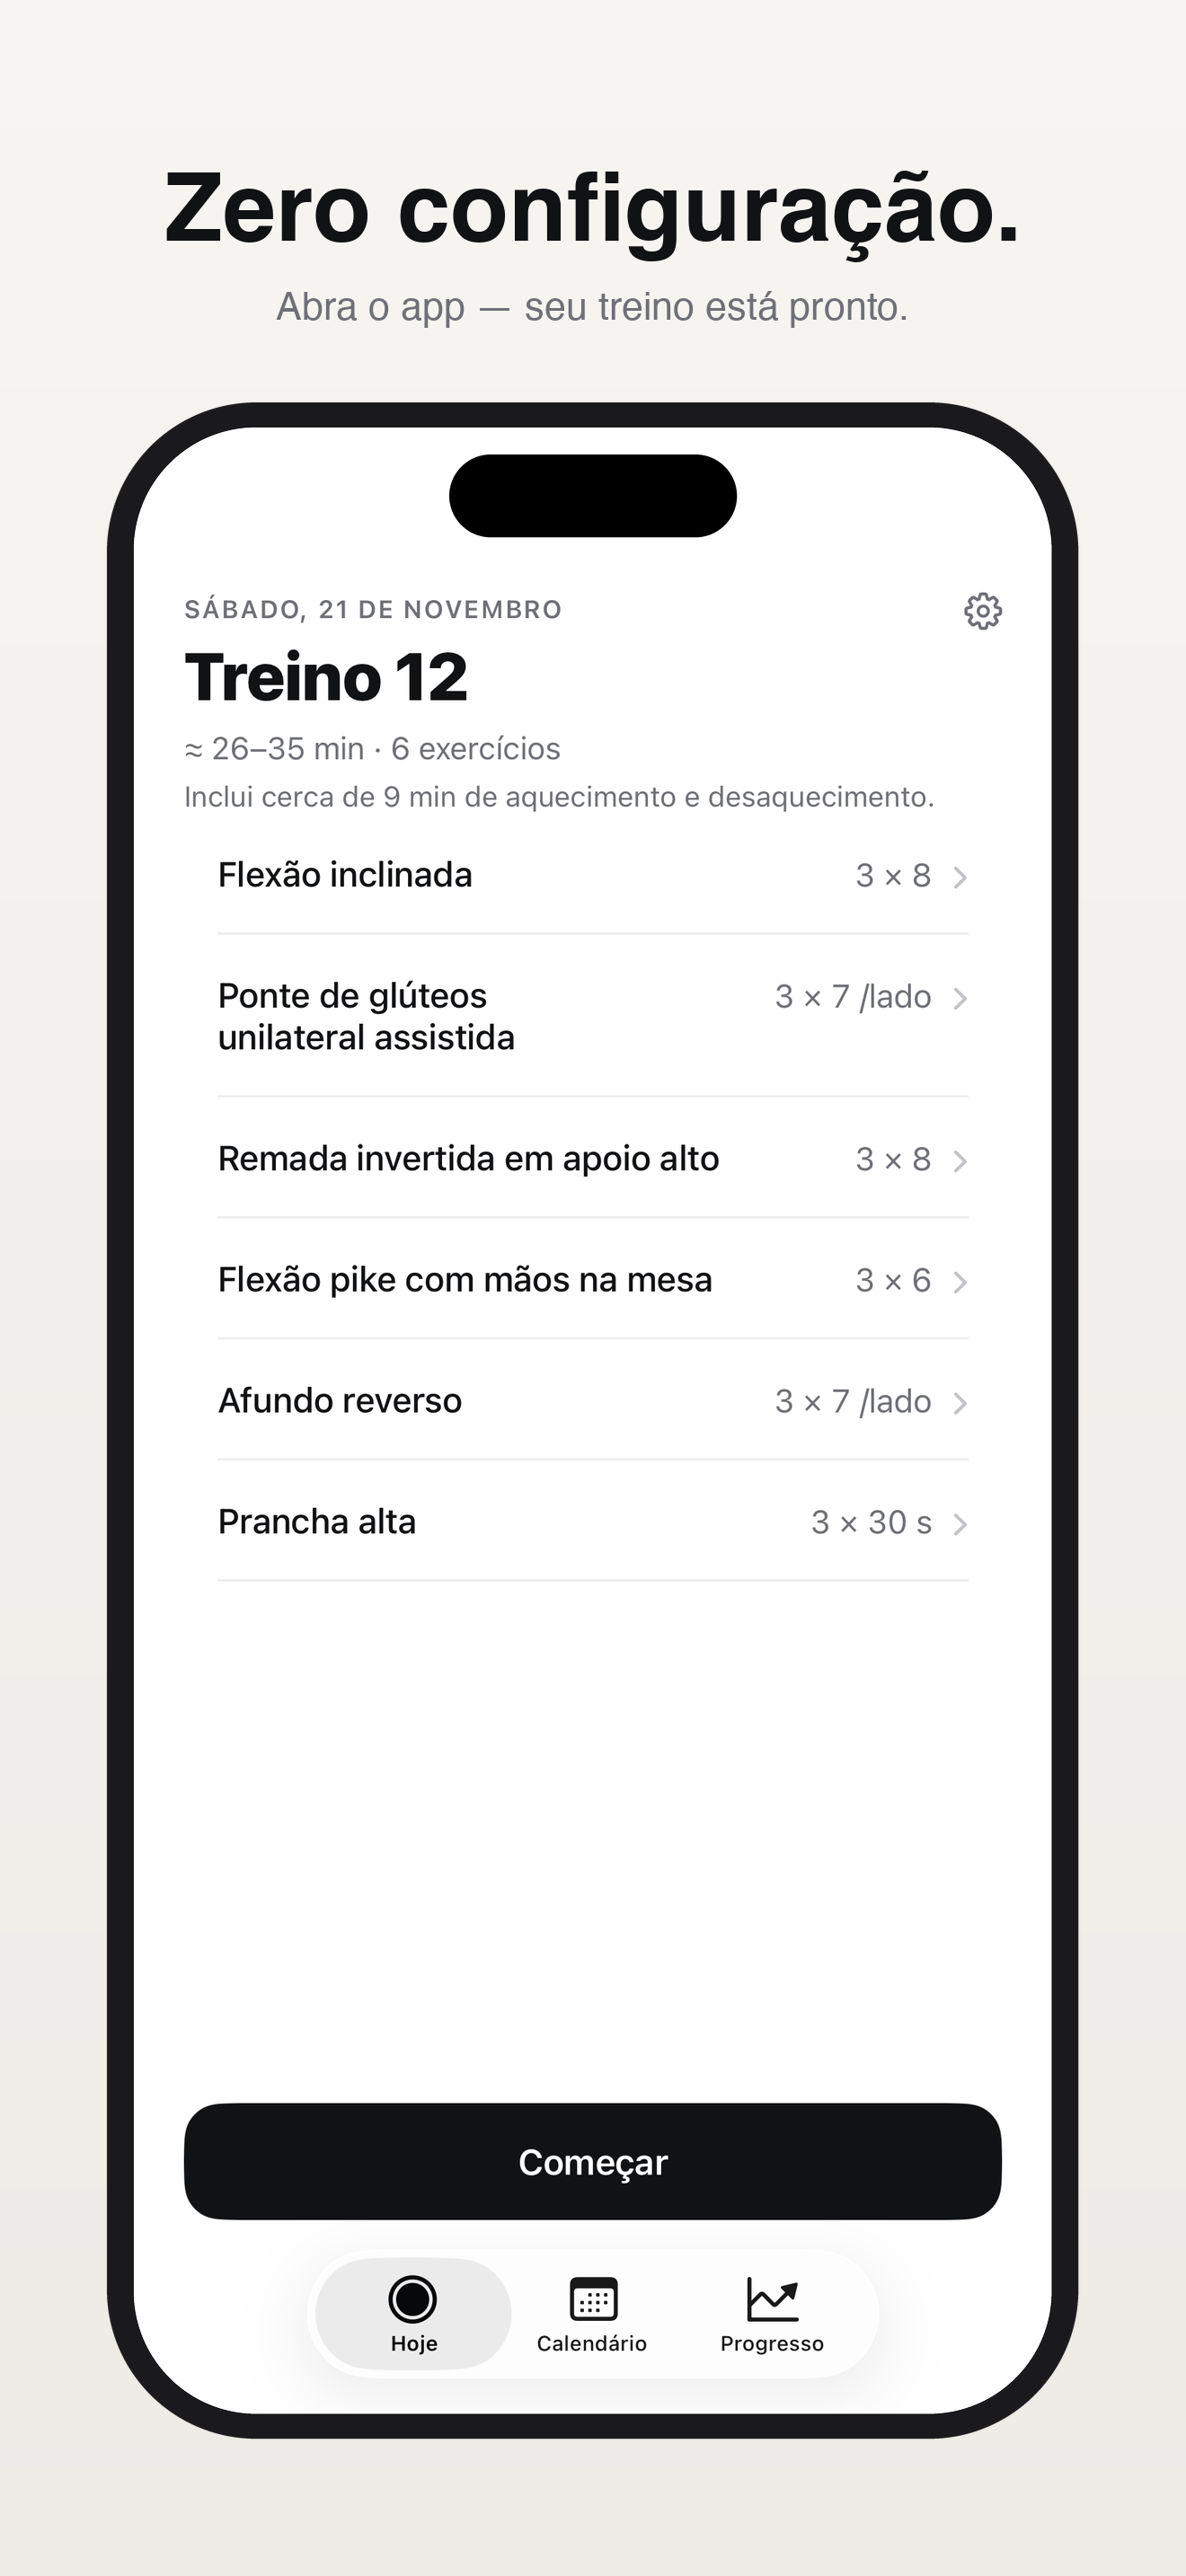 Zero configuração.
Abra o app — seu treino está pronto.
SÁBADO, 21 DE NOVEMBRO
Treino 12
≈ 26–35 min · 6 exercícios
Inclui cerca de 9 min de aquecimento e desaquecimento.
Flexão inclinada 3 × 8
Ponte de glúteos 3 × 7 /lado
unilateral assistida
Remada invertida em apoio alto 3 × 8
Flexão pike com mãos na mesa 3 × 6
Afundo reverso 3 × 7 /lado
Prancha alta 3 × 30 s
Começar
Hoje Calendário Progresso